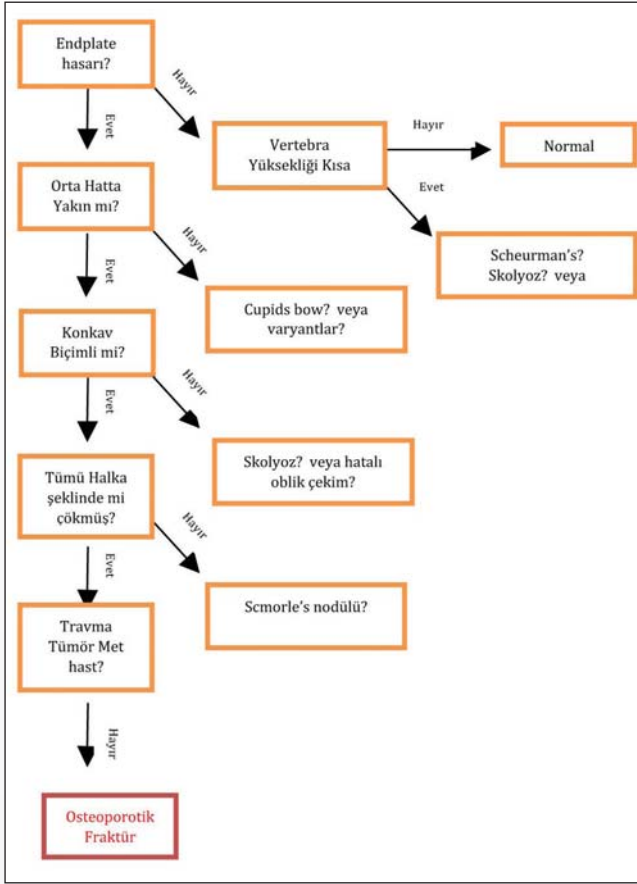 Endplate
hasarı?
Hayır
Evet
Vertebra
Yüksekliği Kısa
Hayır
Normal
Evet
Orta Hatta
Yakın mı?
Hayır
Evet
Scheurman's?
Skolyoz? veya
Cupids bow? veya
varyantlar?
Konkav
Biçimli mi?
Hayır
Evet
Skolyoz? veya hatalı
oblik çekim?
Tümü Halka
şeklinde mi
çökmüş?
Hayır
Evet
Scmorle's nodülü?
Travma
Tümör Met
hast?
Hayır
Osteoporotik
Fraktür